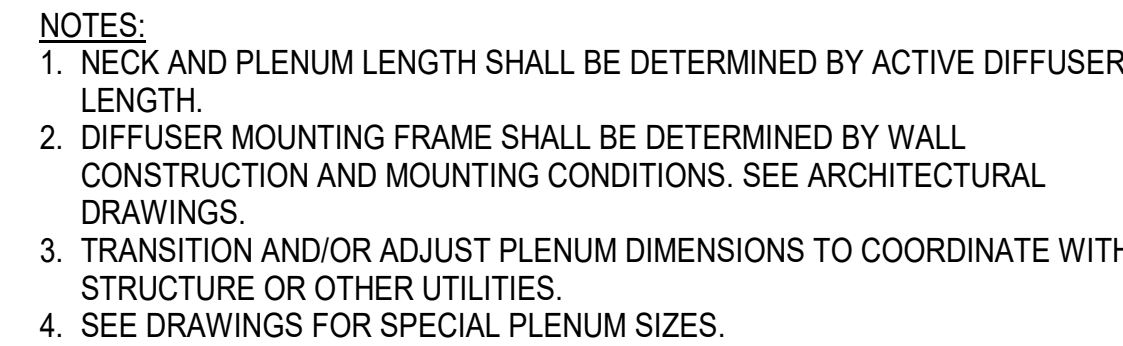 NOTES:
1. NECK AND PLENUM LENGTH SHALL BE DETERMINED BY ACTIVE DIFFUSER
LENGTH.
2. DIFFUSER MOUNTING FRAME SHALL BE DETERMINED BY WALL
CONSTRUCTION AND MOUNTING CONDITIONS. SEE ARCHITECTURAL
DRAWINGS.
3. TRANSITION AND/OR ADJUST PLENUM DIMENSIONS TO COORDINATE WITH
STRUCTURE OR OTHER UTILITIES.
4. SEE DRAWINGS FOR SPECIAL PLENUM SIZES.